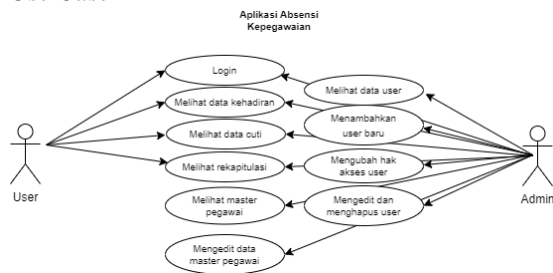 Aplikasi Absensi
Kepegawaian
Login
Melihat data user
Melihat data kehadiran
Menambahkan
user baru
Melihat data cuti
Melihat rekapitulasi
Mengubah hak
akses user
User
Admin
Melihat master
pegawai
Mengedit dan
menghapus user
Mengedit data
master pegawai